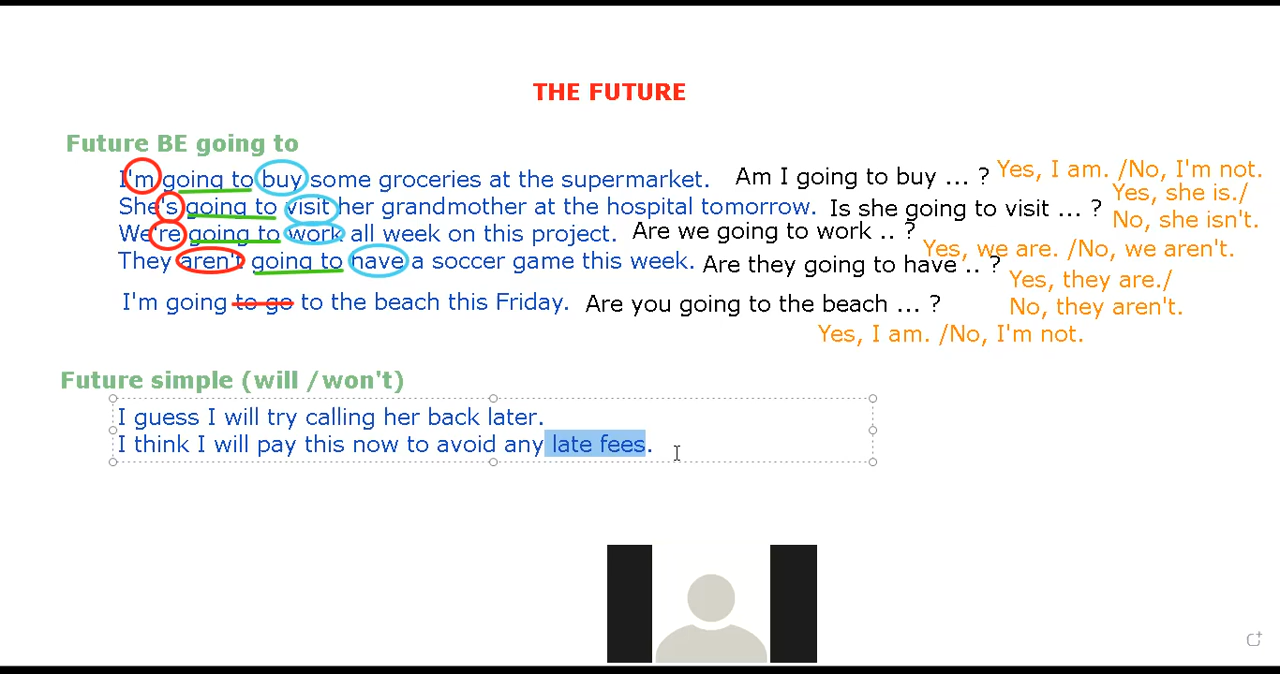 THE FUTURE
Future BE going to
I'm going to buy some groceries at the supermarket. Am I going to buy ... ? Yes, I am. /No, I'm not.
She's going to visit her grandmother at the hospital tomorrow. Is she going to visit ... ? Yes, she is./
No, she isn't.
We're going to work all week on this project. Are we going to work .. ? Yes, we are. /No, we aren't.
They aren't going to have a soccer game this week. Are they going to have .. ? Yes, they are./
No, they aren't.
I'm going to go to the beach this Friday. Are you going to the beach ... ?
Yes, I am. /No, I'm not.
Future simple (will /won't)
I guess I will try calling her back later.
I think I will pay this now to avoid any late fees.